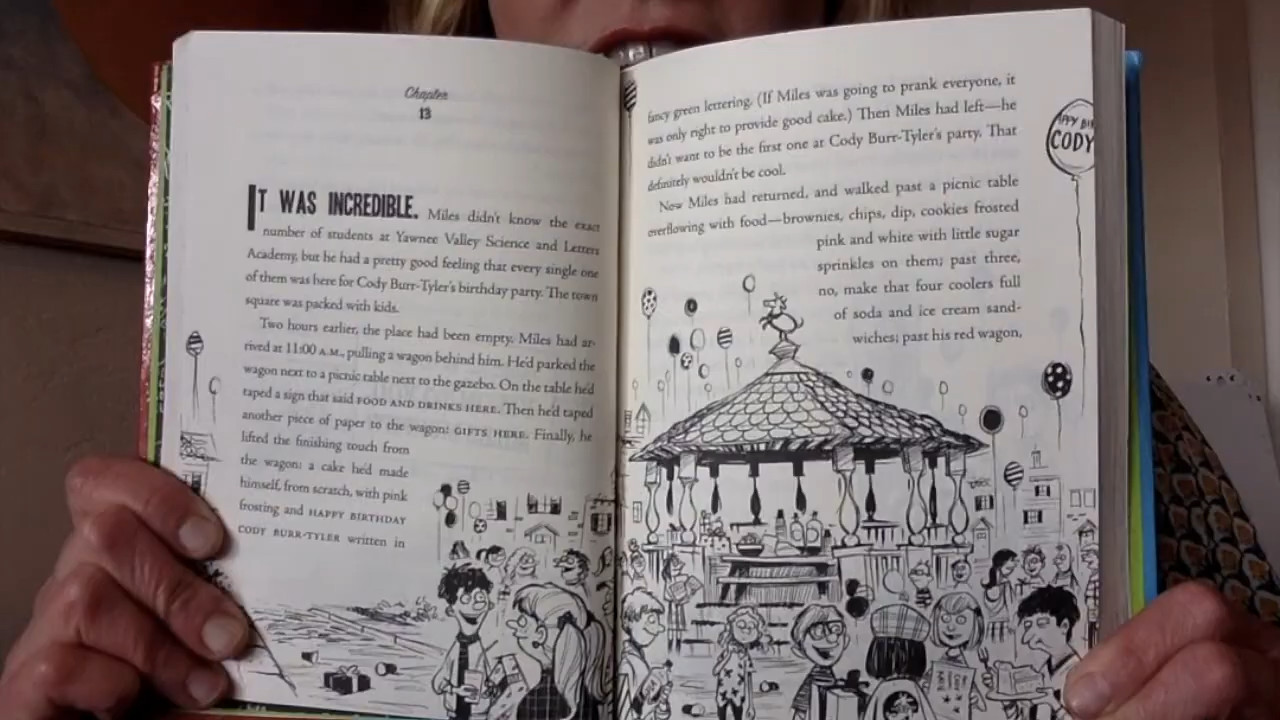 Chapter
13
IT WAS INCREDIBLE. Miles didn't know the exact
number of students at Yawnee Valley Science and Letters
Academy, but he had a pretty good feeling that every single one
of them was here for Cody Burr-Tyler's birthday party. The town
square was packed with kids.
Two hours earlier, the place had been empty. Miles had ar-
rived at 11:00 A.M., pulling a wagon behind him. He'd parked the
wagon next to a picnic table next to the gazebo. On the table he'd
taped a sign that said FOOD AND DRINKS HERE. Then he'd taped
another piece of paper to the wagon: GIFTS HERE. Finally, he
lifted the finishing touch from
the wagon: a cake he'd made
himself, from scratch, with pink
frosting and HAPPY BIRTHDAY
CODY BURR-TYLER written in
fancy green lettering. (If Miles was going to prank everyone, it
was only right to provide good cake.) Then Miles had left—he
didn't want to be the first one at Cody Burr-Tyler's party. That
definitely wouldn't be cool.
Now Miles had returned, and walked past a picnic table
overflowing with food—brownies, chips, dip, cookies frosted
pink and white with little sugar
sprinkles on them; past three,
no, make that four coolers full
of soda and ice cream sand-
wiches; past his red wagon,
APPY BI
CODY